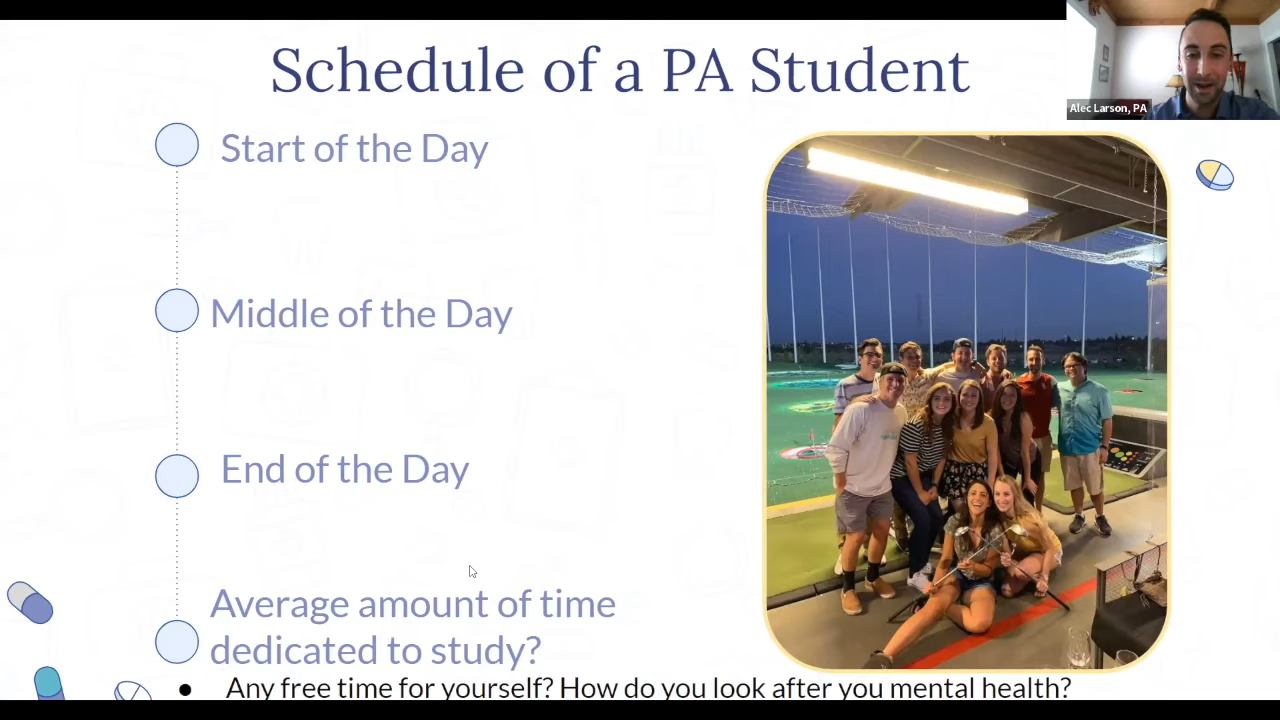 Schedule of a PA Student
Alec Larson, PA
Start of the Day
Middle of the Day
End of the Day
Average amount of time
dedicated to study?
● Any free time for yourself? How do you look after you mental health?